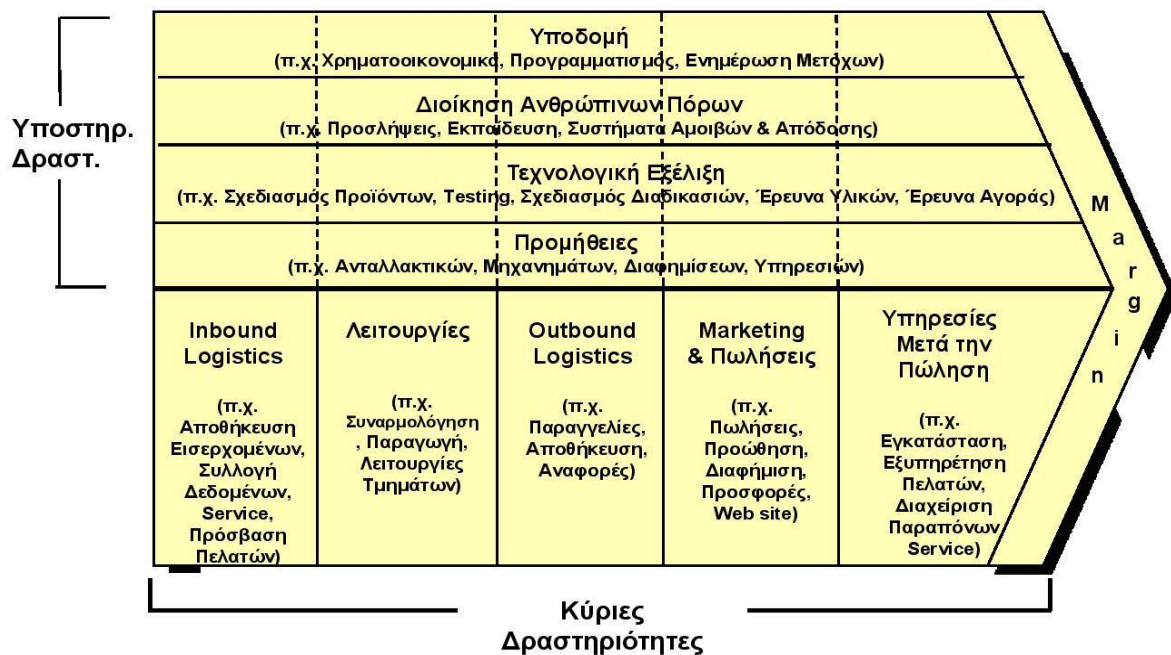 Υποδομή
(π.χ. Χρηματοοικονομικά, Προγραμματισμός, Ενημέρωση Μετόχων)
Διοίκηση Ανθρώπινων Πόρων
(π.χ. Προσλήψεις, Εκπαίδευση, Συστήματα Αμοιβών & Απόδοσης)
Υποστηρ.
Δραστ.
Τεχνολογική Εξέλιξη
(π.χ. Σχεδιασμός Προϊόντων, Testing, Σχεδιασμός Διαδικασιών, Έρευνα Υλικών, Έρευνα Αγοράς)
Προμήθειες
(π.χ. Ανταλλακτικών, Μηχανημάτων, Διαφημίσεων, Υπηρεσιών)
Margin
Inbound
Logistics
(π.χ.
Αποθήκευση
Εισερχομένων,
Συλλογή
Δεδομένων,
Service,
Πρόσβαση
Πελατών)
Λειτουργίες
(π.χ.
Συναρμολόγηση
, Παραγωγή,
Λειτουργίες
Τμημάτων)
Outbound
Logistics
(π.χ.
Παραγγελίες,
Αποθήκευση,
Αναφορές)
Marketing
& Πωλήσεις
(π.χ.
Πωλήσεις,
Προώθηση,
Διαφήμιση,
Προσφορές,
Web site)
Υπηρεσίες
Μετά την
Πώληση
(π.χ.
Εγκατάσταση,
Εξυπηρέτηση
Πελατών,
Διαχείριση
Παραπόνων
Service)
Κύριες
Δραστηριότητες